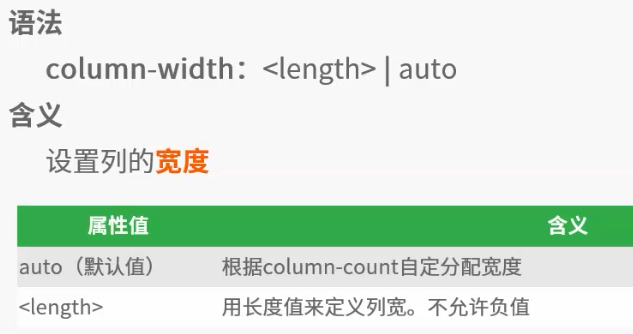 语法
column-width：<length> | auto
含义
设置列的宽度
属性值 含义
auto（默认值） 根据column-count自定分配宽度
<length> 用长度值来定义列宽。不允许负值